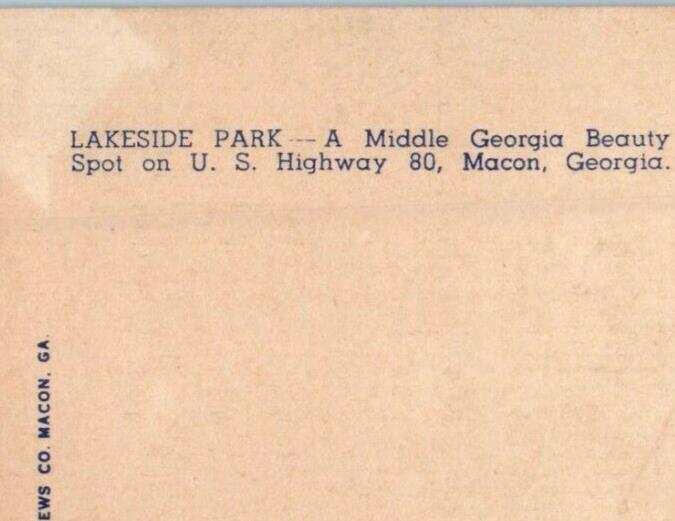 LAKESIDE PARK — A Middle Georgia Beauty
Spot on U. S. Highway 80, Macon, Georgia.
EWS CO. MACON, GA.